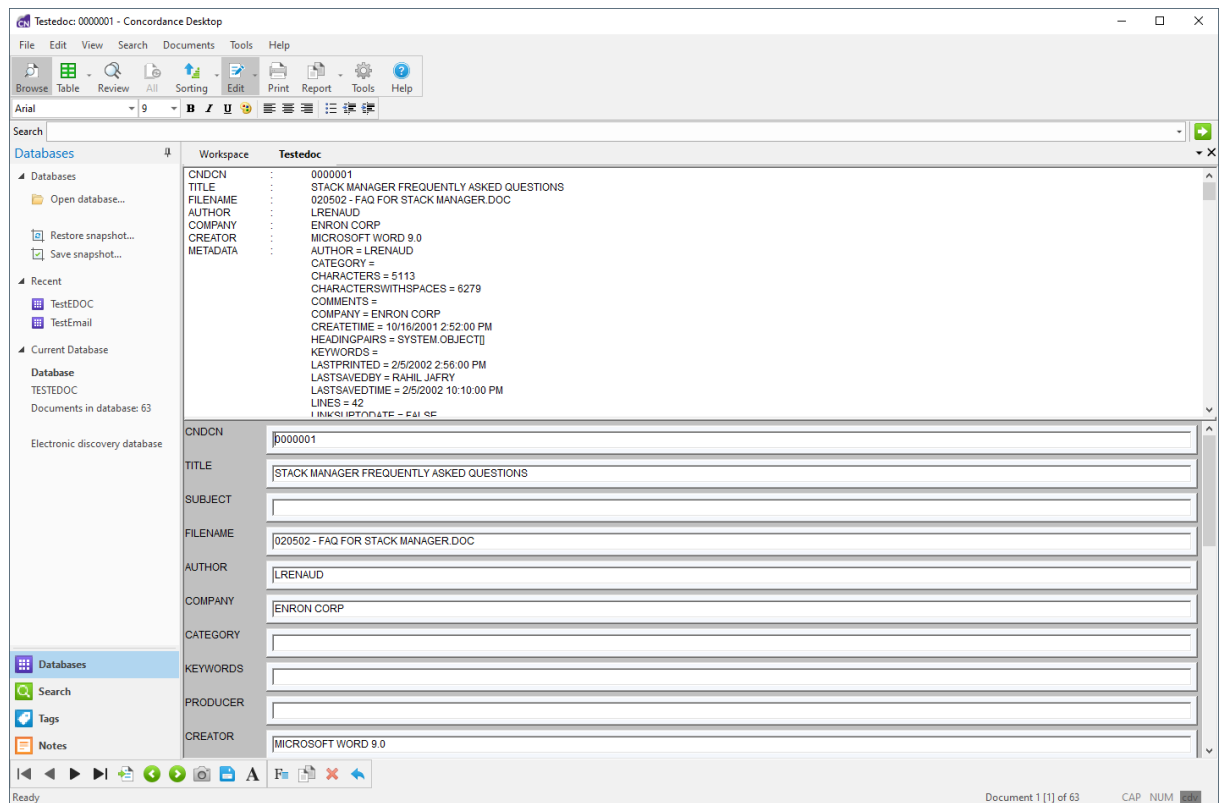 Testedoc: 0000001 - Concordance Desktop
File Edit View Search Documents Tools Help
Browse Table Review All Sorting Edit Print Report Tools Help
Arial 9 B I U
Search
Databases
Workspace Testedoc
Databases
Open database...
Restore snapshot...
Save snapshot...
Recent
TestEDOC
TestEmail
Current Database
Database
TESTEDOC
Documents in database: 63
Electronic discovery database
Databases
Search
Tags
Notes
CNDCN : 0000001
TITLE : STACK MANAGER FREQUENTLY ASKED QUESTIONS
FILENAME : 020502 - FAQ FOR STACK MANAGER.DOC
AUTHOR : LRENAUD
COMPANY : ENRON CORP
CREATOR : MICROSOFT WORD 9.0
METADATA : AUTHOR = LRENAUD
CATEGORY =
CHARACTERS = 5113
CHARACTERSWITHSPACES = 6279
COMMENTS =
COMPANY = ENRON CORP
CREATETIME = 10/16/2001 2:52:00 PM
HEADINGPAIRS = SYSTEM.OBJECT[]
KEYWORDS =
LASTPRINTED = 2/5/2002 2:56:00 PM
LASTSAVEDBY = RAHIL JAFRY
LASTSAVEDTIME = 2/5/2002 10:10:00 PM
LINES = 42
LINKSUPTODATE = FALSE
CNDCN 0000001
TITLE STACK MANAGER FREQUENTLY ASKED QUESTIONS
SUBJECT
FILENAME 020502 - FAQ FOR STACK MANAGER.DOC
AUTHOR LRENAUD
COMPANY ENRON CORP
CATEGORY
KEYWORDS
PRODUCER
CREATOR MICROSOFT WORD 9.0
Ready Document 1 [1] of 63 CAP NUM cdv